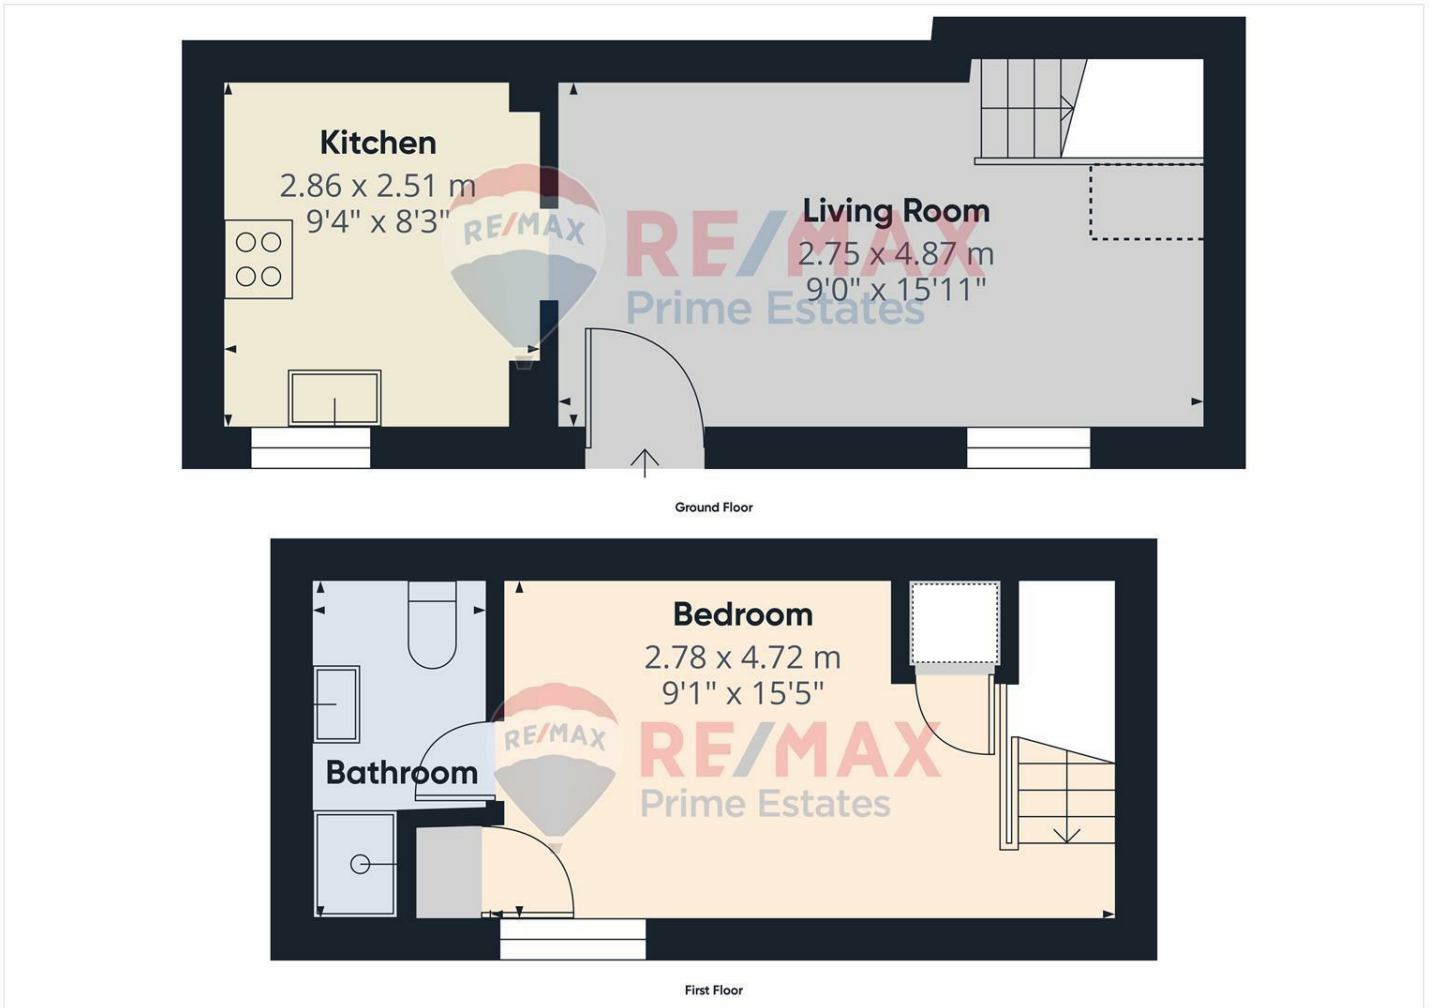 Kitchen
2.86 x 2.51 m
9'4" x 8'3"
RE/MAX
RE/MAX
Prime Estates
Living Room
2.75 x 4.87 m
9'0" x 15'11"
Ground Floor
Bedroom
2.78 x 4.72 m
9'1" x 15'5"
RE/MAX
RE/MAX
Prime Estates
Bathroom
First Floor